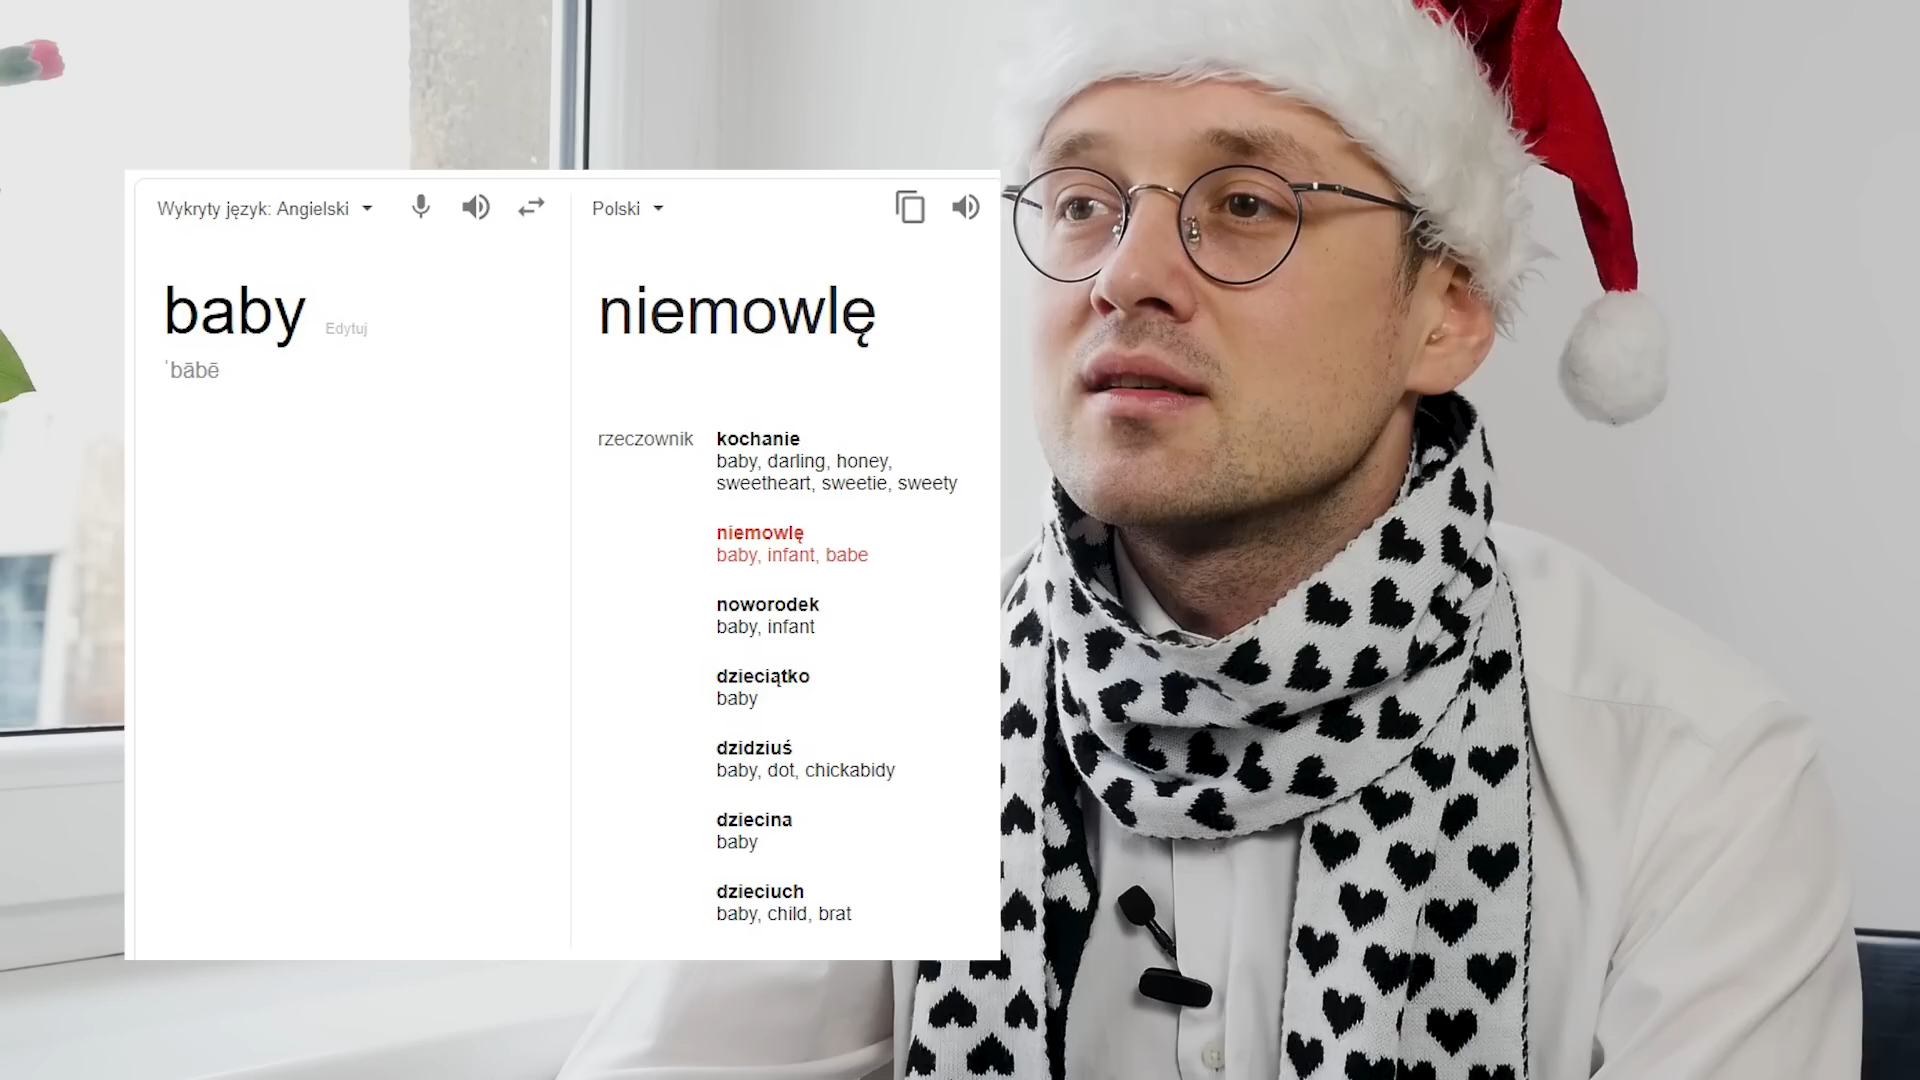 Wykryty język: Angielski
Polski
baby Edytuj
ˈbābē
niemowlę
rzeczownik
kochanie
baby, darling, honey,
sweetheart, sweetie, sweety
niemowlę
baby, infant, babe
noworodek
baby, infant
dzieciątko
baby
dzidziuś
baby, dot, chickabidy
dziecina
baby
dzieciuch
baby, child, brat